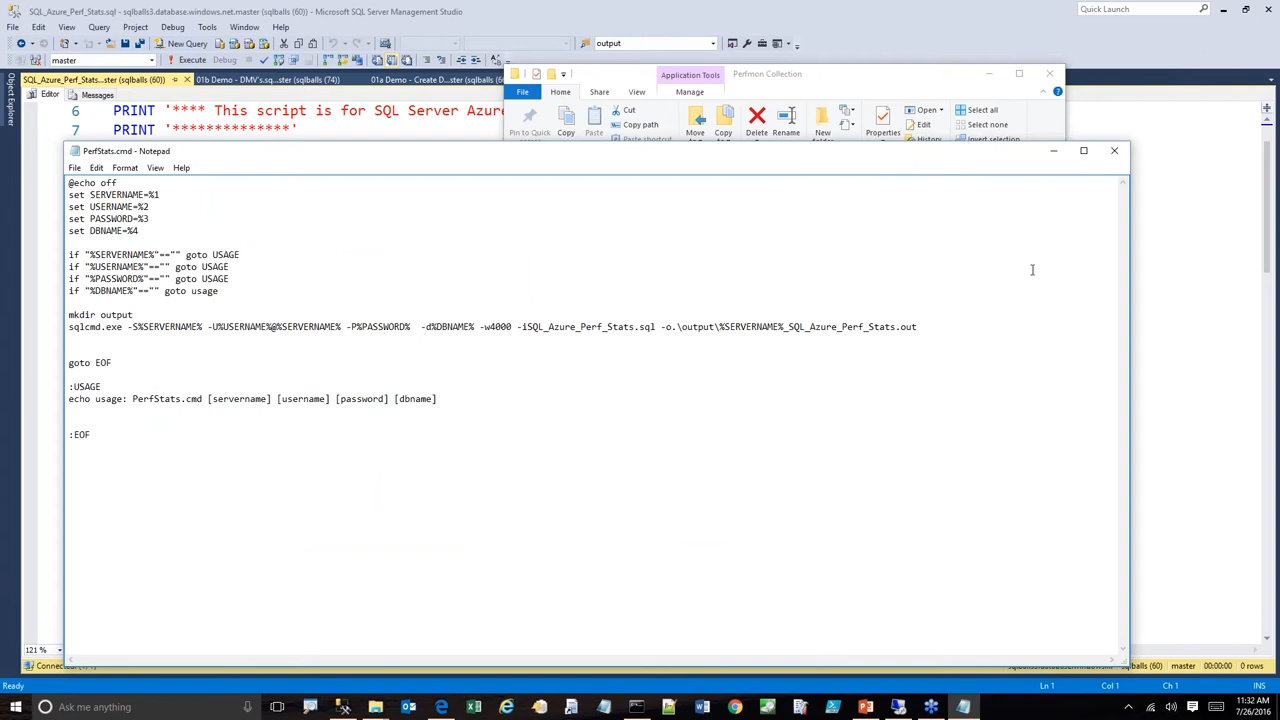 SQL_Azure_Perf_Stats.sql - sqlballs3.database.windows.net.master (sqlballs (60)) - Microsoft SQL Server Management Studio
Quick Launch
File Edit View Query Project Debug Tools Window Help
New Query
output
master
Execute Debug
SQL_Azure_Perf_Stats...ster (sqlballs (60))
01b Demo - DMV's.sq...ster (sqlballs (74))
01a Demo - Create D...ster (sqlballs (6
Application Tools
Perfmon Collection
Object Explorer
Editor Messages
File Home Share View Manage
6 PRINT '**** This script is for SQL Server Azure
7 PRINT '**************'
Pin to Quick
Copy
Paste
Cut
Copy path
Move
Copy
Delete
Rename
New
Properties
Open
Edit
History
Select all
Select none
Invert selection
PerfStats.cmd - Notepad
File Edit Format View Help
@echo off
set SERVERNAME=%1
set USERNAME=%2
set PASSWORD=%3
set DBNAME=%4
if "%SERVERNAME%"=="" goto USAGE
if "%USERNAME%"=="" goto USAGE
if "%PASSWORD%"=="" goto USAGE
if "%DBNAME%"=="" goto usage
mkdir output
sqlcmd.exe -S%SERVERNAME% -U%USERNAME%@%SERVERNAME% -P%PASSWORD%  -d%DBNAME% -w4000 -iSQL_Azure_Perf_Stats.sql -o.\output\%SERVERNAME%_SQL_Azure_Perf_Stats.out
goto EOF
:USAGE
echo usage: PerfStats.cmd [servername] [username] [password] [dbname]
:EOF
121 %
(sqlballs (60)) master 00:00:00 0 rows
Ready
Ln 1 Col 1 Ch 1 INS
Ask me anything
11:32 AM
7/26/2016